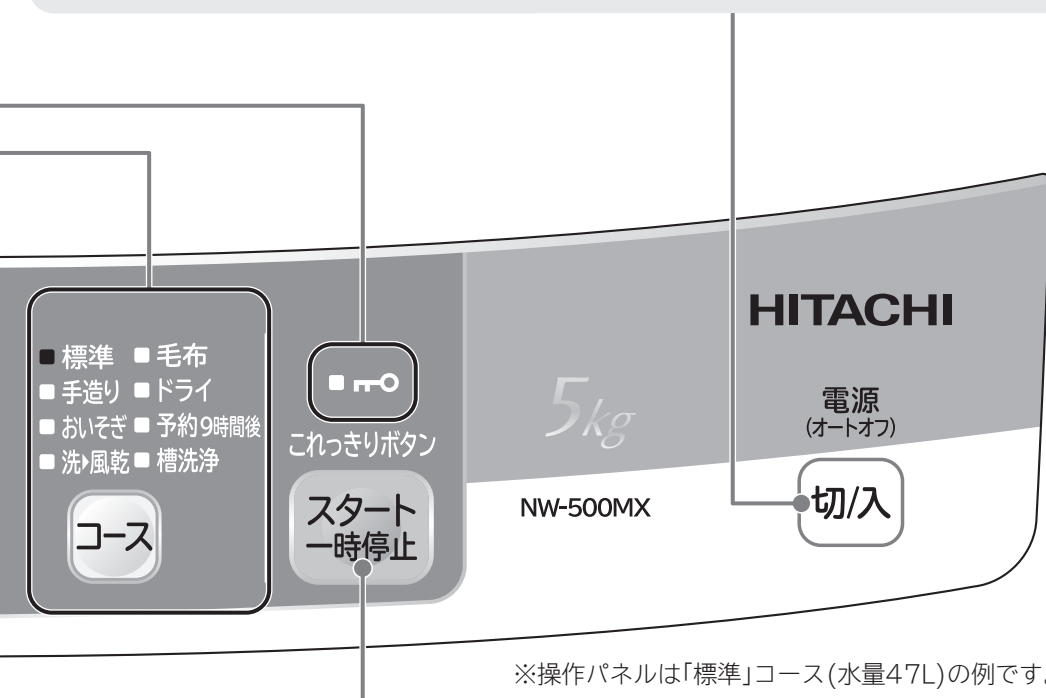 HITACHI
標準 毛布
手造り ドライ
おいそぎ 予約9時間後
洗▶風乾 槽洗浄
コース
これっきりボタン
スタート
一時停止
5kg
NW-500MX
電源
(オートオフ)
切/入
※操作パネルは「標準」コース(水量47L)の例です。